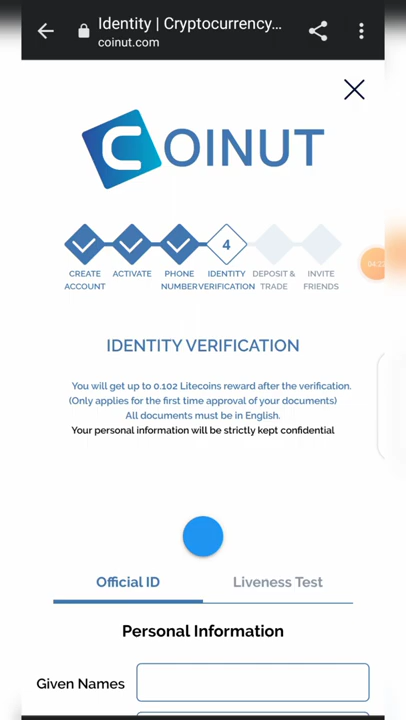 Identity | Cryptocurrency...
coinut.com
COINUT
4
CREATE ACCOUNT
ACTIVATE
PHONE NUMBER
IDENTITY VERIFICATION
DEPOSIT & TRADE
INVITE FRIENDS
04:22
IDENTITY VERIFICATION
You will get up to 0.102 Litecoins reward after the verification.
(Only applies for the first time approval of your documents)
All documents must be in English.
Your personal information will be strictly kept confidential
Official ID
Liveness Test
Personal Information
Given Names